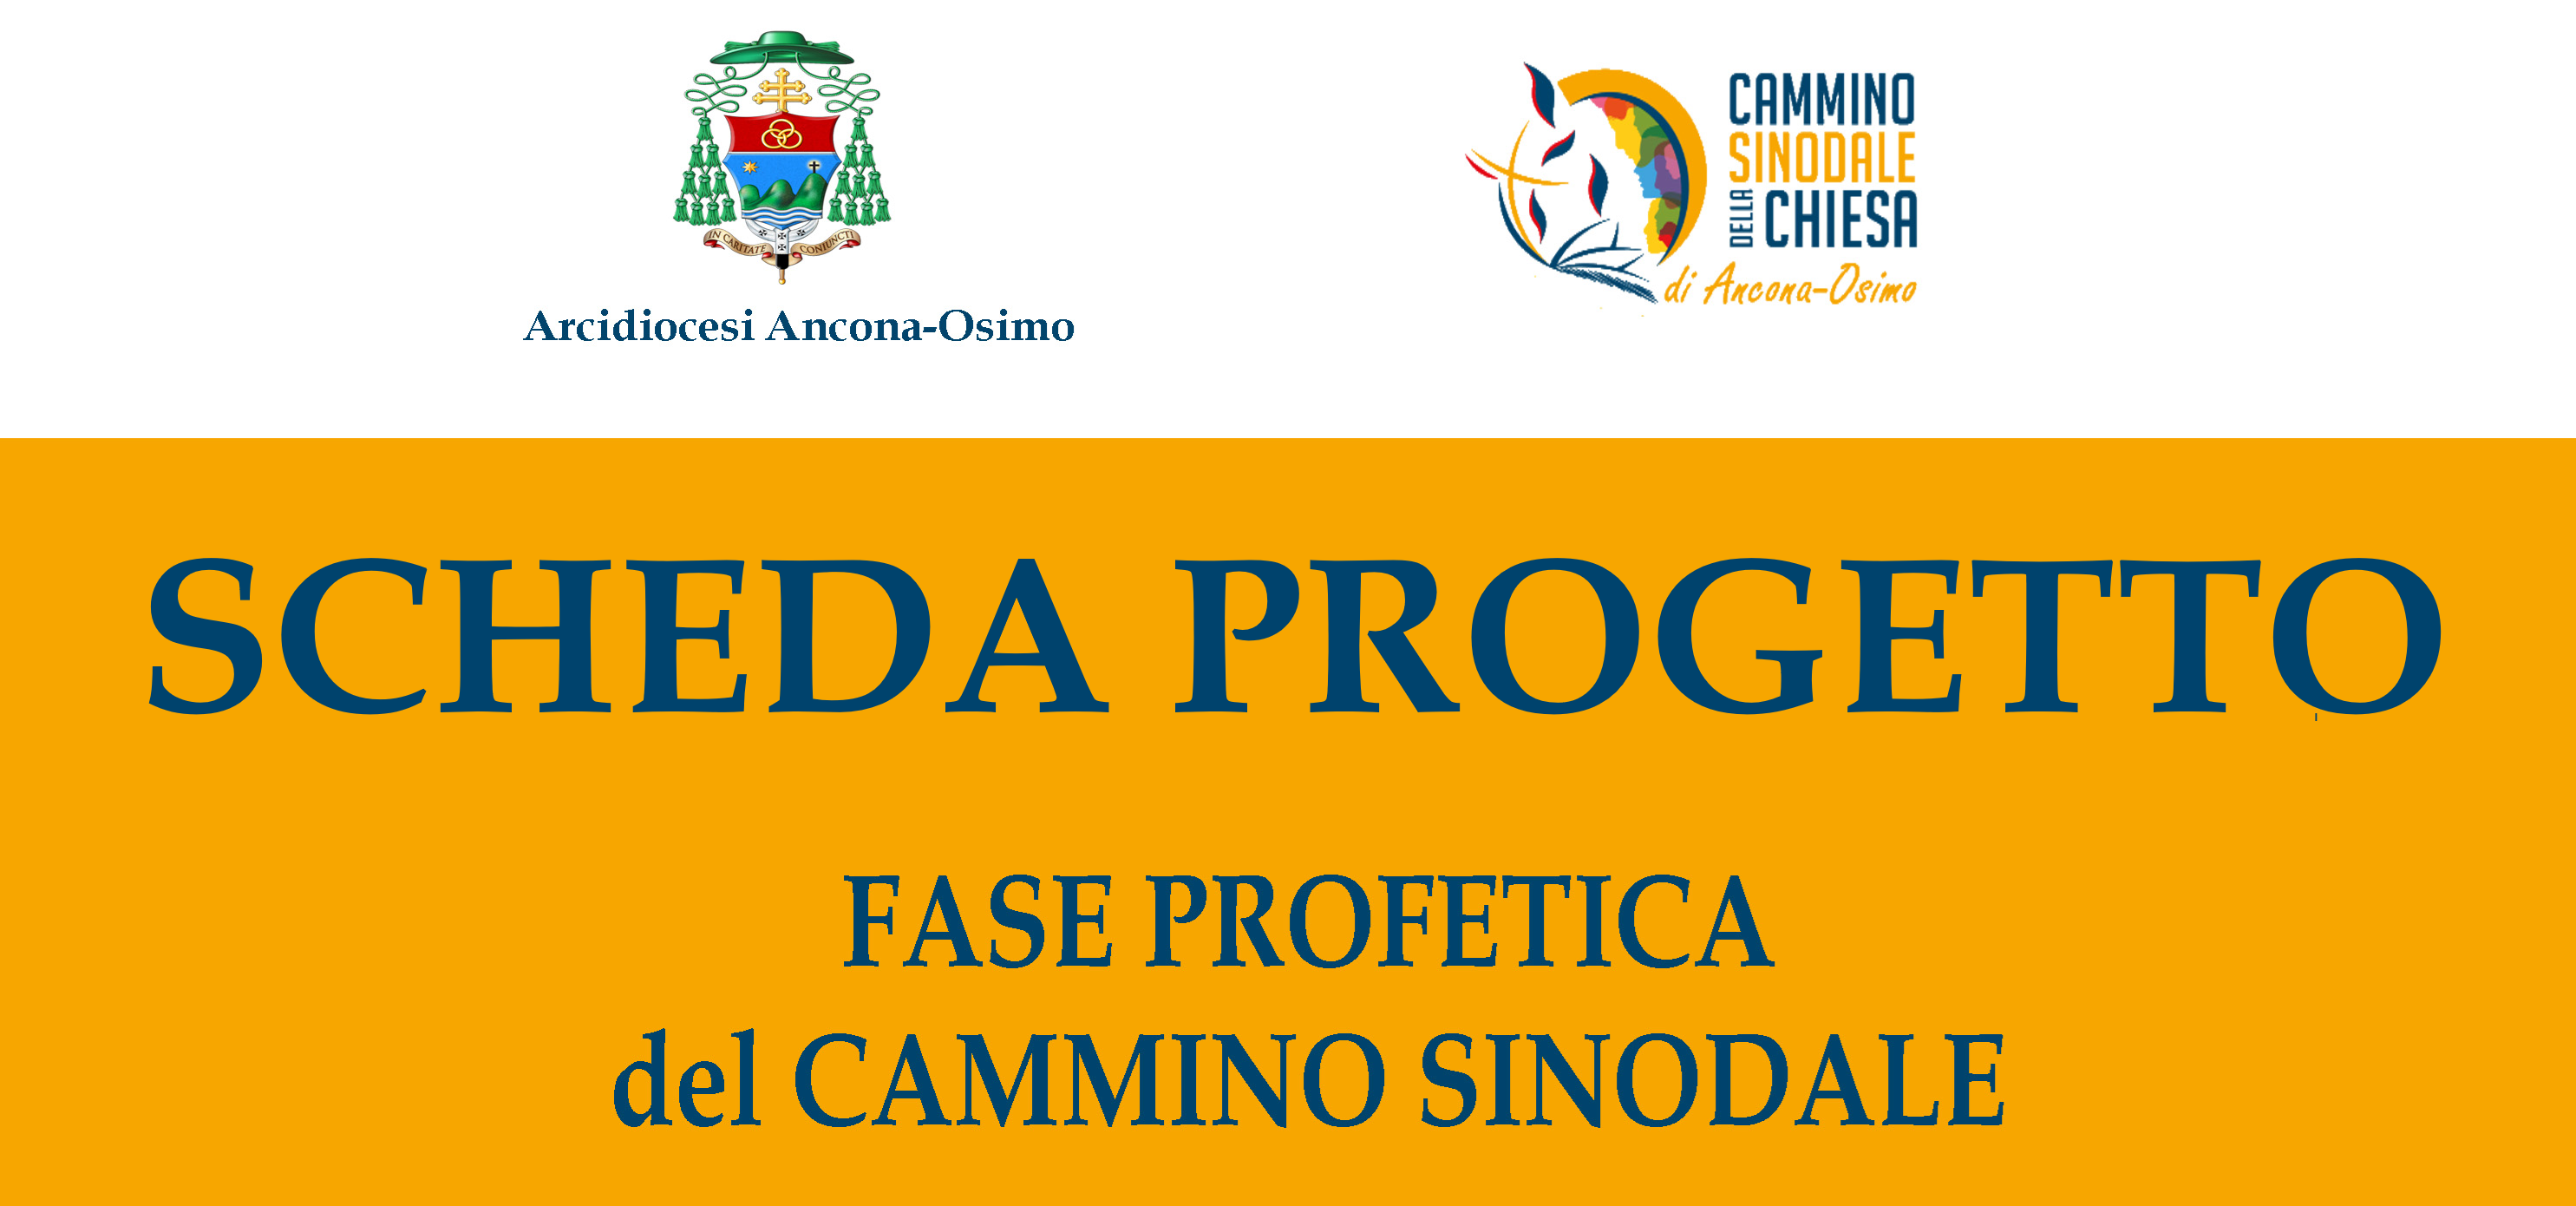 IN CARITATE CONIUNCTI
Arcidiocesi Ancona-Osimo
CAMMINO
SINODALE
DELLA CHIESA
di Ancona-Osimo
SCHEDA PROGETTO
FASE PROFETICA
del CAMMINO SINODALE